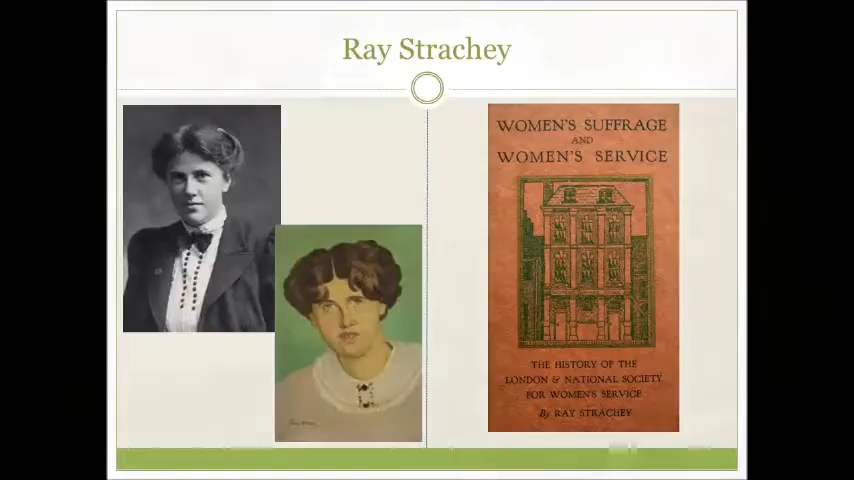 Ray Strachey
WOMEN'S SUFFRAGE
AND
WOMEN'S SERVICE
THE HISTORY OF THE
LONDON & NATIONAL SOCIETY
FOR WOMEN'S SERVICE
By RAY STRACHEY